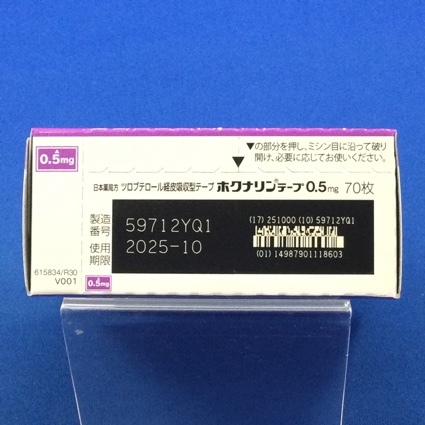 0.5mg
▼の部分を押し、ミシン目に沿って破り
開け、必要に応じてお使いください。
日本薬局方 ツロブテロール経皮吸収型テープ ホクナリン®テープ0.5mg 70枚
製造番号 59712YQ1
使用期限 2025-10
(17) 251000 (10) 59712YQ1
(01) 14987901118603
615834/R30
V001
0.5mg